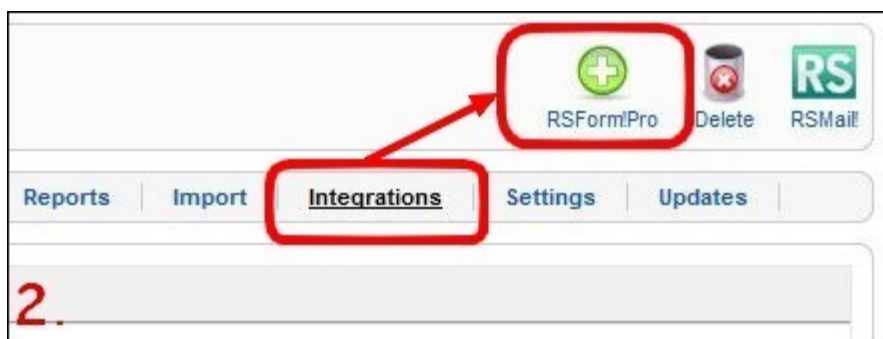 RS
RSForm!Pro Delete RSMail!
Reports Import Integrations Settings Updates
2.